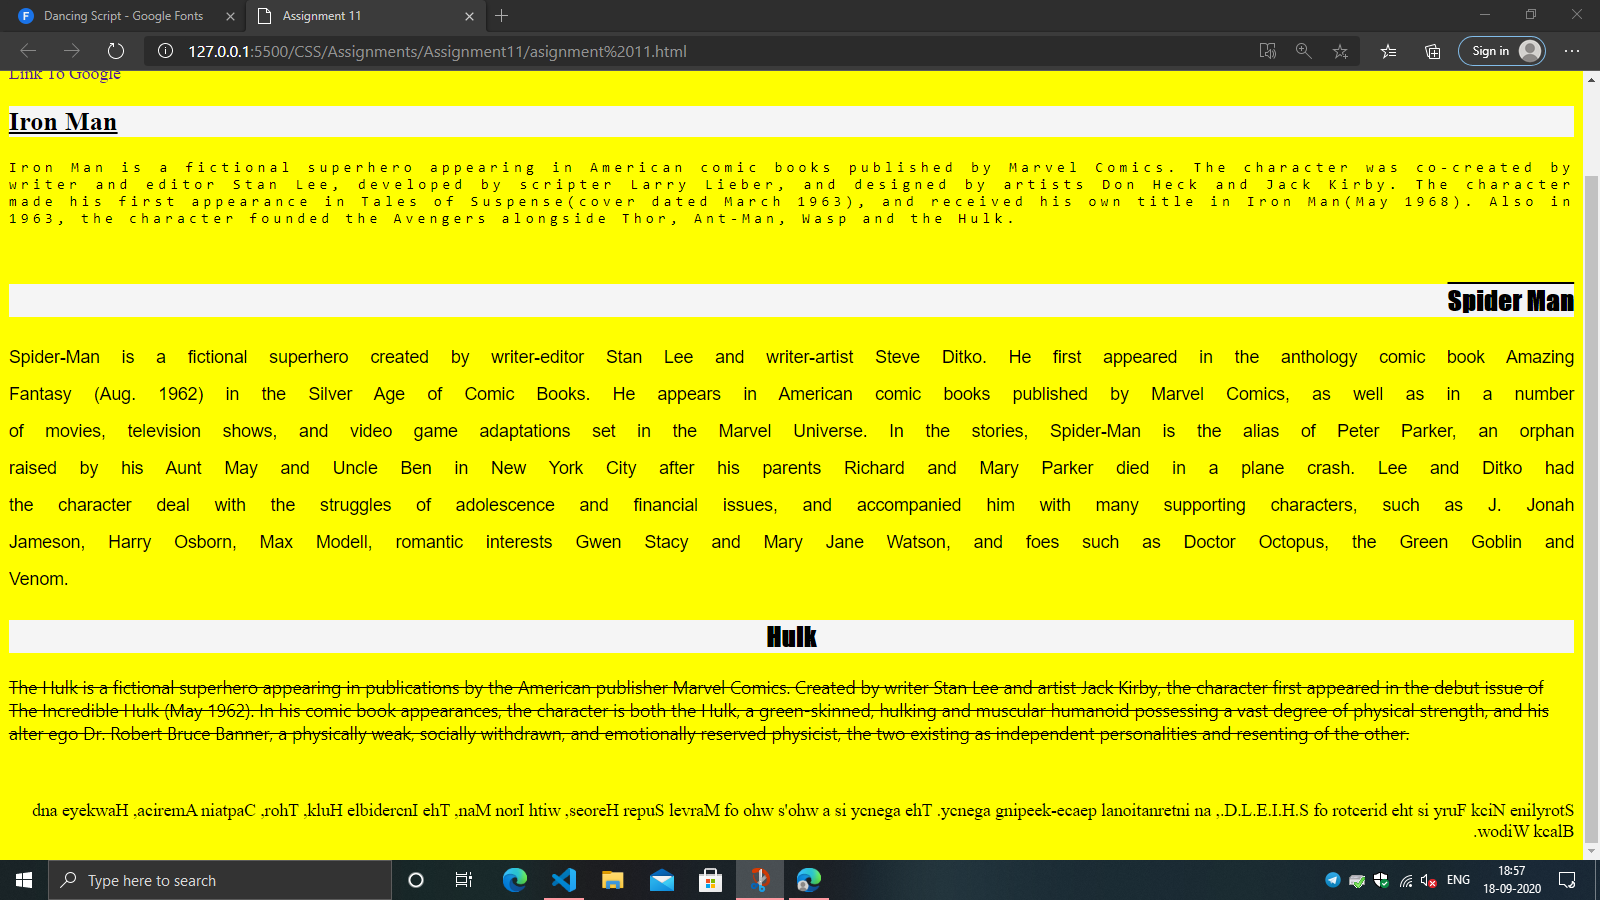 Dancing Script - Google Fonts
Assignment 11
127.0.0.1:5500/CSS/Assignments/Assignment11/asignment%2011.html
Sign in
Link To Google
Iron Man
Iron Man is a fictional superhero appearing in American comic books published by Marvel Comics. The character was co-created by
writer and editor Stan Lee, developed by scripter Larry Lieber, and designed by artists Don Heck and Jack Kirby. The character
made his first appearance in Tales of Suspense(cover dated March 1963), and received his own title in Iron Man(May 1968). Also in
1963, the character founded the Avengers alongside Thor, Ant-Man, Wasp and the Hulk.
Spider Man
Spider-Man is a fictional superhero created by writer-editor Stan Lee and writer-artist Steve Ditko. He first appeared in the anthology comic book Amazing
Fantasy (Aug. 1962) in the Silver Age of Comic Books. He appears in American comic books published by Marvel Comics, as well as in a number
of movies, television shows, and video game adaptations set in the Marvel Universe. In the stories, Spider-Man is the alias of Peter Parker, an orphan
raised by his Aunt May and Uncle Ben in New York City after his parents Richard and Mary Parker died in a plane crash. Lee and Ditko had
the character deal with the struggles of adolescence and financial issues, and accompanied him with many supporting characters, such as J. Jonah
Jameson, Harry Osborn, Max Modell, romantic interests Gwen Stacy and Mary Jane Watson, and foes such as Doctor Octopus, the Green Goblin and
Venom.
Hulk
The Hulk is a fictional superhero appearing in publications by the American publisher Marvel Comics. Created by writer Stan Lee and artist Jack Kirby, the character first appeared in the debut issue of
The Incredible Hulk (May 1962). In his comic book appearances, the character is both the Hulk, a green-skinned, hulking and muscular humanoid possessing a vast degree of physical strength, and his
alter ego Dr. Robert Bruce Banner, a physically weak, socially withdrawn, and emotionally reserved physicist, the two existing as independent personalities and resenting of the other.
dna eyekwaH ,aciremA niatpaC ,rohT ,kluH elbidercnI ehT ,naM norI htiw ,seoreH repuS levraM fo ohw s'ohw a si ycnega ehT .ycnega gnipeek-ecaep lanoitanretni na ,.D.L.E.I.H.S fo rotcerid eht si yruF kciN enilyrotS
.wodiW kcalB
Type here to search
ENG
18:57
18-09-2020